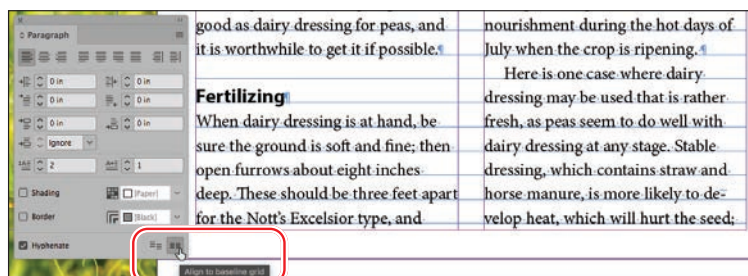 Paragraph
0 in
0 in
0 in
0 in
0 in
0 in
Ignore
2
1
Shading
[Paper]
Border
[Black]
Hyphenate
Align to baseline grid
good as dairy dressing for peas, and
it is worthwhile to get it if possible.¶
Fertilizing¶
When dairy dressing is at hand, be
sure the ground is soft and fine; then
open furrows about eight inches
deep. These should be three feet apart
for the Nott's Excelsior type, and
nourishment during the hot days of
July when the crop is ripening.¶
Here is one case where dairy
dressing may be used that is rather
fresh, as peas seem to do well with
dairy dressing at any stage. Stable
dressing, which contains straw and
horse manure, is more likely to de-
velop heat, which will hurt the seed;